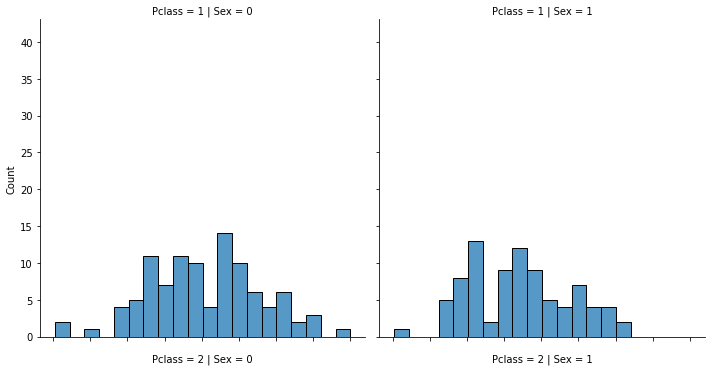 Pclass = 1 | Sex = 0
Pclass = 1 | Sex = 1
40
35
30
25
20
15
10
5
0
Count
Pclass = 2 | Sex = 0
Pclass = 2 | Sex = 1